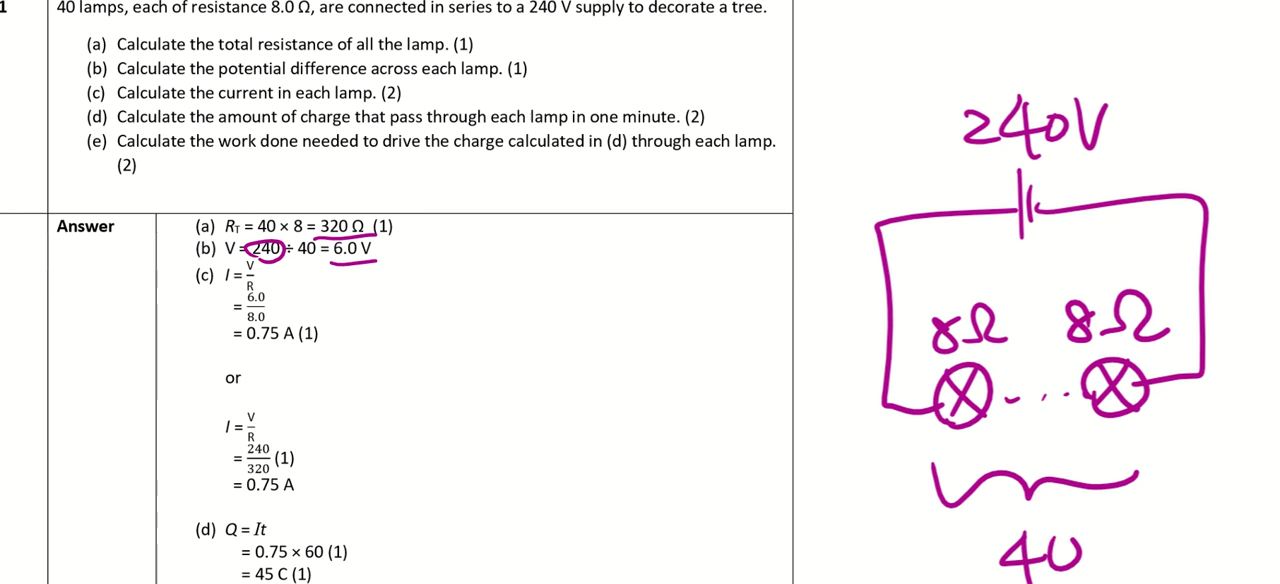 1
40 lamps, each of resistance 8.0 Ω, are connected in series to a 240 V supply to decorate a tree.
(a) Calculate the total resistance of all the lamp. (1)
(b) Calculate the potential difference across each lamp. (1)
(c) Calculate the current in each lamp. (2)
(d) Calculate the amount of charge that pass through each lamp in one minute. (2)
(e) Calculate the work done needed to drive the charge calculated in (d) through each lamp.
(2)
Answer
(a) R_T = 40 × 8 = 320 Ω (1)
(b) V = 240 ÷ 40 = 6.0 V
(c) I = V/R
= 6.0/8.0
= 0.75 A (1)
or
I = V/R
= 240/320 (1)
= 0.75 A
(d) Q = It
= 0.75 × 60 (1)
= 45 C (1)
240V
8Ω 8Ω
40